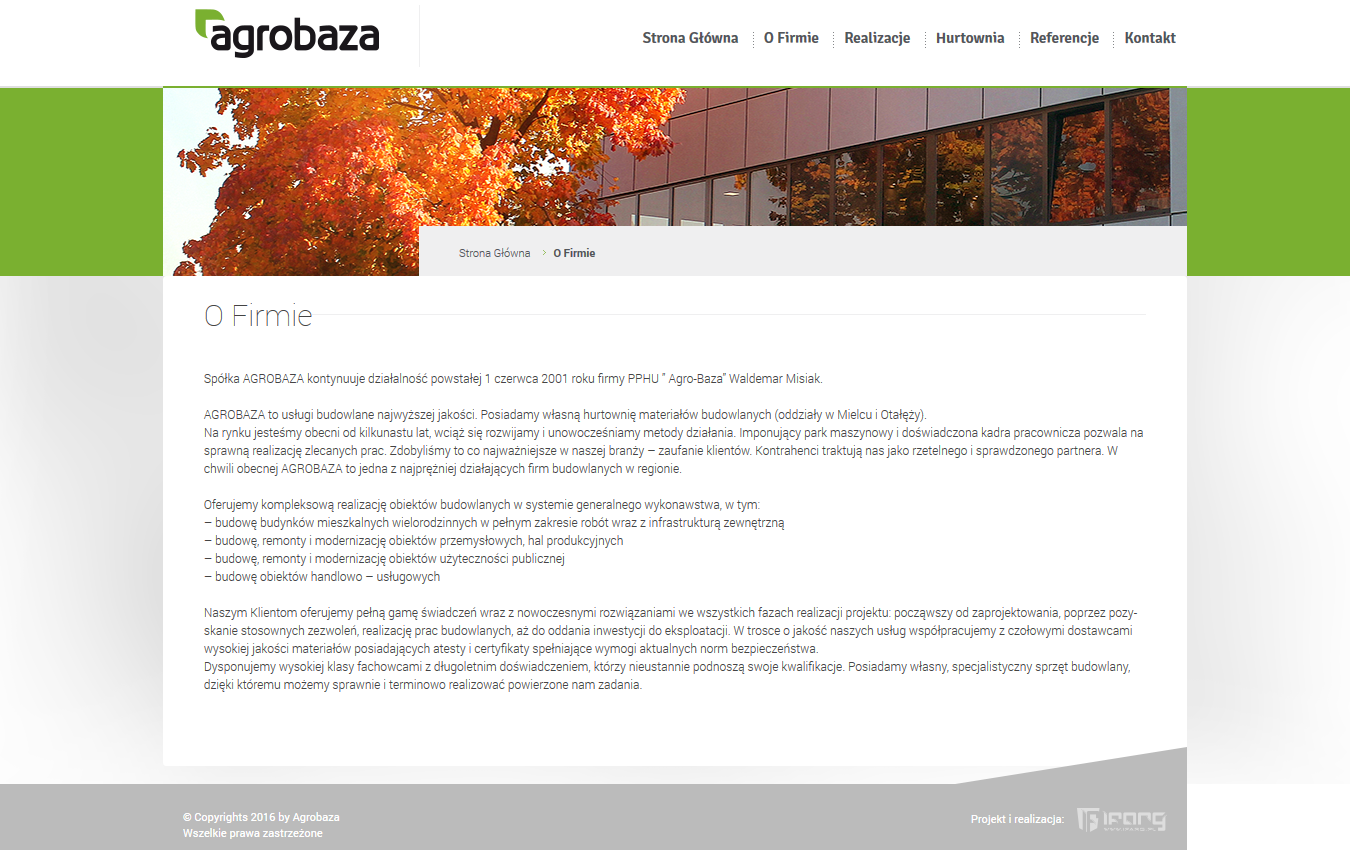 agrobaza
Strona Główna
O Firmie
Realizacje
Hurtownia
Referencje
Kontakt
Strona Główna > O Firmie
O Firmie
Spółka AGROBAZA kontynuuje działalność powstałej 1 czerwca 2001 roku firmy PPHU ” Agro-Baza” Waldemar Misiak.
AGROBAZA to usługi budowlane najwyższej jakości. Posiadamy własną hurtownię materiałów budowlanych (oddziały w Mielcu i Otałęży).
Na rynku jesteśmy obecni od kilkunastu lat, wciąż się rozwijamy i unowocześniamy metody działania. Imponujący park maszynowy i doświadczona kadra pracownicza pozwala na
sprawną realizację zlecanych prac. Zdobyliśmy to co najważniejsze w naszej branży – zaufanie klientów. Kontrahenci traktują nas jako rzetelnego i sprawdzonego partnera. W
chwili obecnej AGROBAZA to jedna z najprężniej działających firm budowlanych w regionie.
Oferujemy kompleksową realizację obiektów budowlanych w systemie generalnego wykonawstwa, w tym:
– budowę budynków mieszkalnych wielorodzinnych w pełnym zakresie robót wraz z infrastrukturą zewnętrzną
– budowę, remonty i modernizację obiektów przemysłowych, hal produkcyjnych
– budowę, remonty i modernizację obiektów użyteczności publicznej
– budowę obiektów handlowo – usługowych
Naszym Klientom oferujemy pełną gamę świadczeń wraz z nowoczesnymi rozwiązaniami we wszystkich fazach realizacji projektu: począwszy od zaprojektowania, poprzez pozy-
skanie stosownych zezwoleń, realizację prac budowlanych, aż do oddania inwestycji do eksploatacji. W trosce o jakość naszych usług współpracujemy z czołowymi dostawcami
wysokiej jakości materiałów posiadających atesty i certyfikaty spełniające wymogi aktualnych norm bezpieczeństwa.
Dysponujemy wysokiej klasy fachowcami z długoletnim doświadczeniem, którzy nieustannie podnoszą swoje kwalifikacje. Posiadamy własny, specjalistyczny sprzęt budowlany,
dzięki któremu możemy sprawnie i terminowo realizować powierzone nam zadania.
© Copyrights 2016 by Agrobaza
Wszelkie prawa zastrzeżone
Projekt i realizacja: